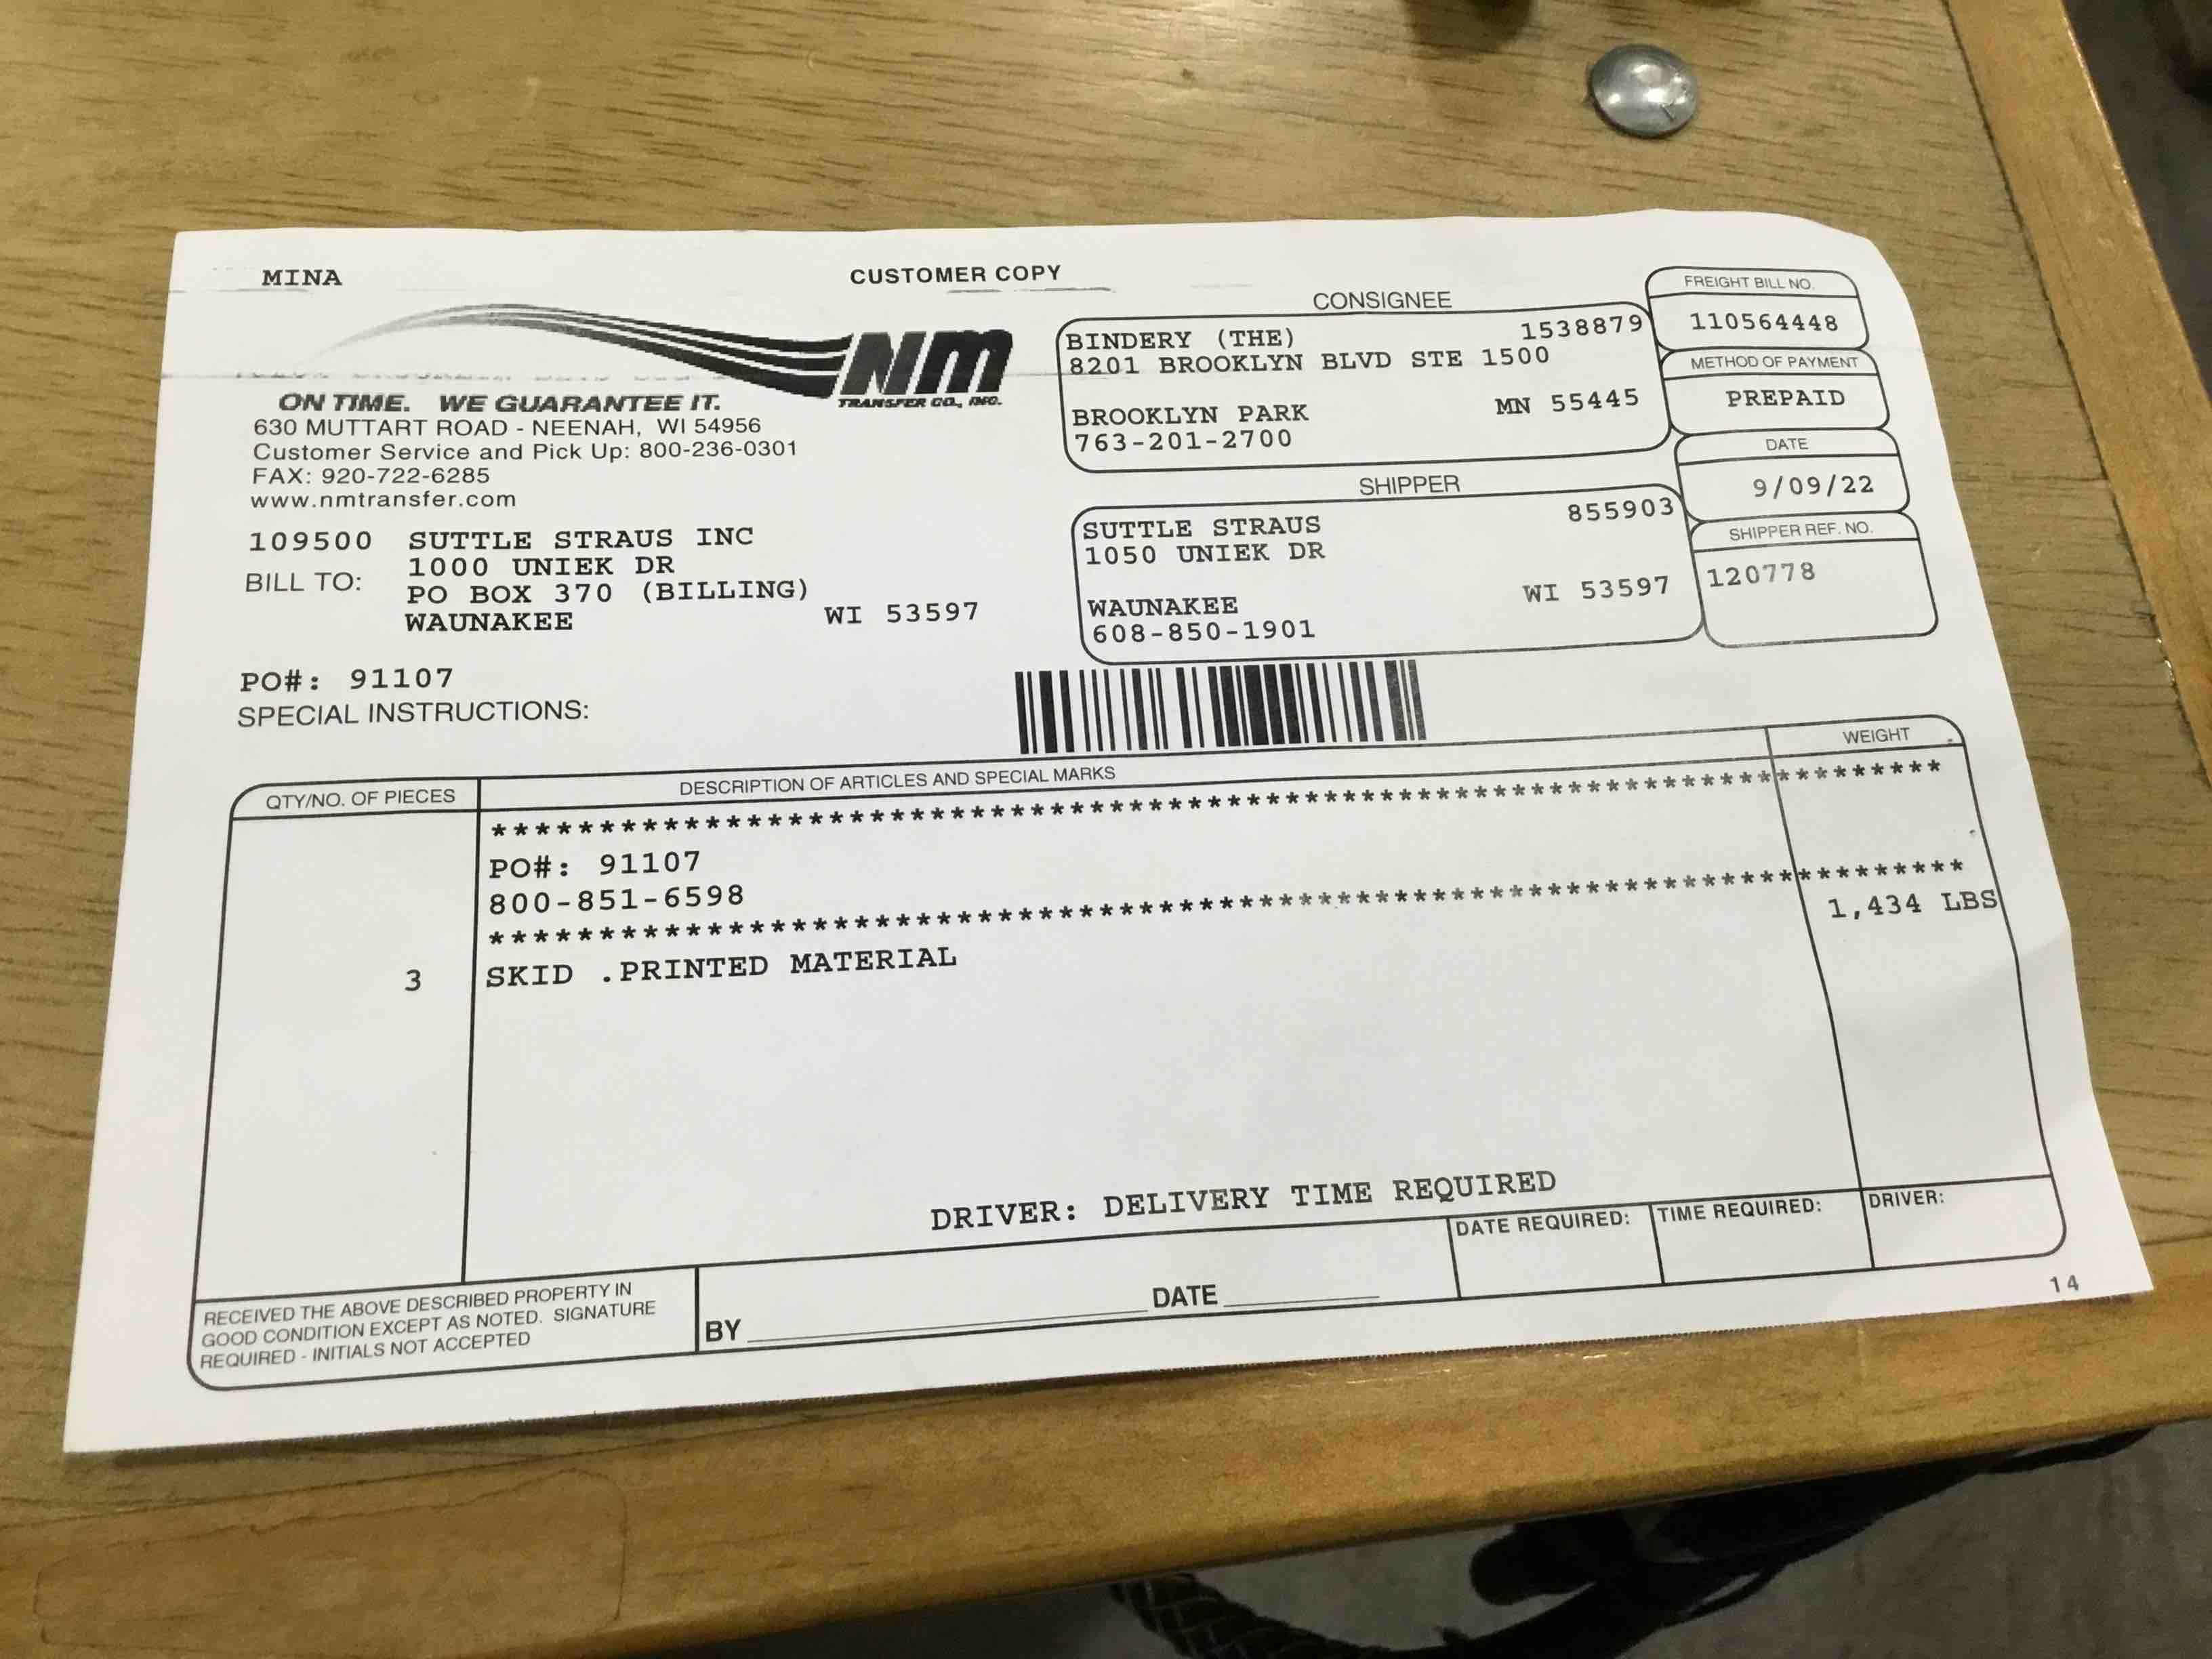 MINA
CUSTOMER COPY
NM
TRANSFER CO., INC.
ON TIME. WE GUARANTEE IT.
630 MUTTART ROAD - NEENAH, WI 54956
Customer Service and Pick Up: 800-236-0301
FAX: 920-722-6285
www.nmtransfer.com
109500 SUTTLE STRAUS INC
BILL TO: 1000 UNIEK DR
PO BOX 370 (BILLING)
WAUNAKEE WI 53597
PO#: 91107
SPECIAL INSTRUCTIONS:
CONSIGNEE
BINDERY (THE) 1538879
8201 BROOKLYN BLVD STE 1500
BROOKLYN PARK MN 55445
763-201-2700
SHIPPER
SUTTLE STRAUS 855903
1050 UNIEK DR
WAUNAKEE WI 53597
608-850-1901
FREIGHT BILL NO.
110564448
METHOD OF PAYMENT
PREPAID
DATE
9/09/22
SHIPPER REF. NO.
120778
QTY/NO. OF PIECES DESCRIPTION OF ARTICLES AND SPECIAL MARKS WEIGHT
PO#: 91107
800-851-6598
3 SKID .PRINTED MATERIAL 1,434 LBS
DRIVER: DELIVERY TIME REQUIRED
RECEIVED THE ABOVE DESCRIBED PROPERTY IN
GOOD CONDITION EXCEPT AS NOTED. SIGNATURE
REQUIRED - INITIALS NOT ACCEPTED
BY DATE
DATE REQUIRED: TIME REQUIRED: DRIVER:
14